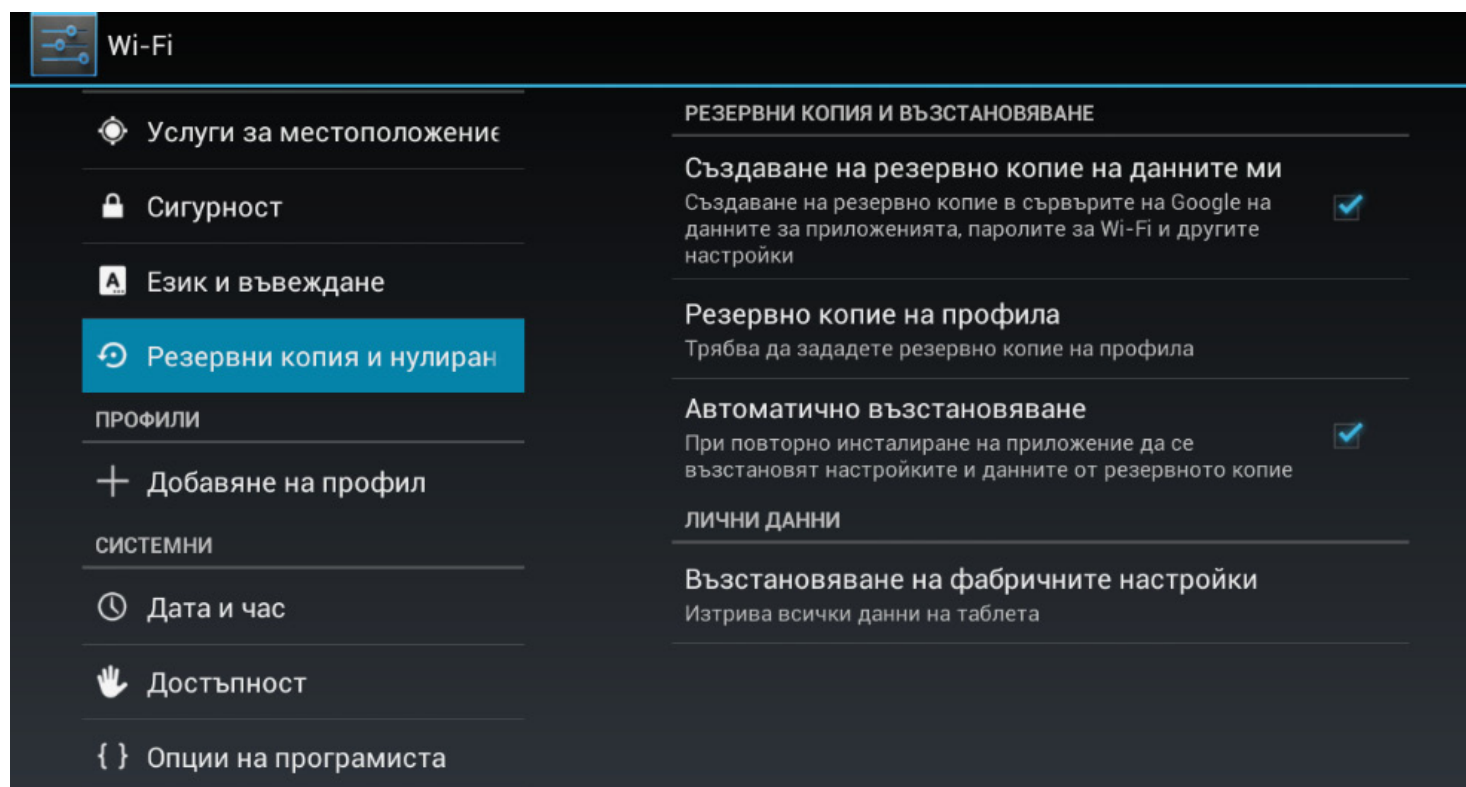 Wi-Fi
Услуги за местоположение
Сигурност
Език и въвеждане
Резервни копия и нулиран
ПРОФИЛИ
Добавяне на профил
СИСТЕМНИ
Дата и час
Достъпност
{ } Опции на програмиста
РЕЗЕРВНИ КОПИЯ И ВЪЗСТАНОВЯВАНЕ
Създаване на резервно копие на данните ми
Създаване на резервно копие в сървърите на Google на
данните за приложенията, паролите за Wi-Fi и другите
настройки
Резервно копие на профила
Трябва да зададете резервно копие на профила
Автоматично възстановяване
При повторно инсталиране на приложение да се
възстановят настройките и данните от резервното копие
ЛИЧНИ ДАННИ
Възстановяване на фабричните настройки
Изтрива всички данни на таблета